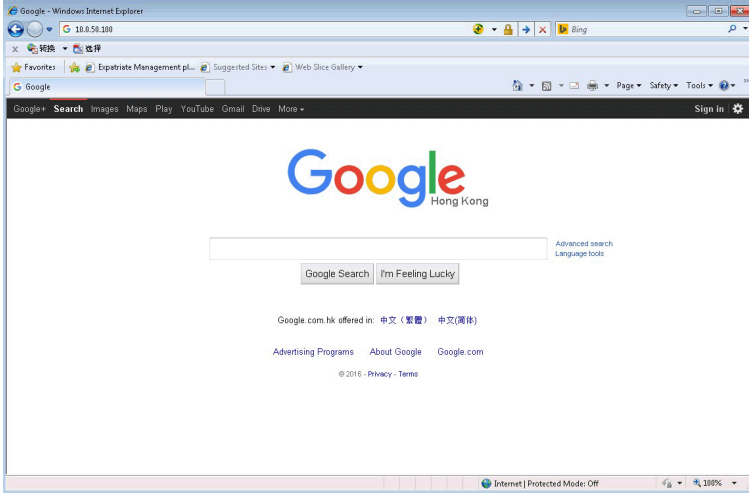 Google - Windows Internet Explorer
10.0.50.100
Bing
x 转换 选择
Favorites Expatriate Management pl... Suggested Sites Web Slice Gallery
Google
Page Safety Tools
Google+ Search Images Maps Play YouTube Gmail Drive More Sign in
Google
Hong Kong
Advanced search
Language tools
Google Search I'm Feeling Lucky
Google.com.hk offered in: 中文（繁體） 中文(简体)
Advertising Programs About Google Google.com
© 2016 - Privacy - Terms
Internet | Protected Mode: Off 100%